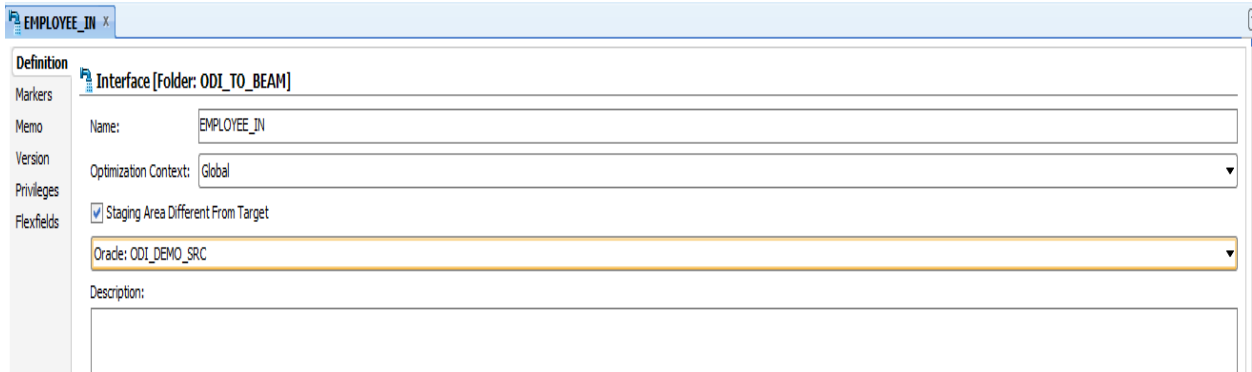 EMPLOYEE_IN x
Definition
Markers
Memo
Version
Privileges
Flexfields
Interface [Folder: ODI_TO_BEAM]
Name: EMPLOYEE_IN
Optimization Context: Global
Staging Area Different From Target
Oracle: ODI_DEMO_SRC
Description: